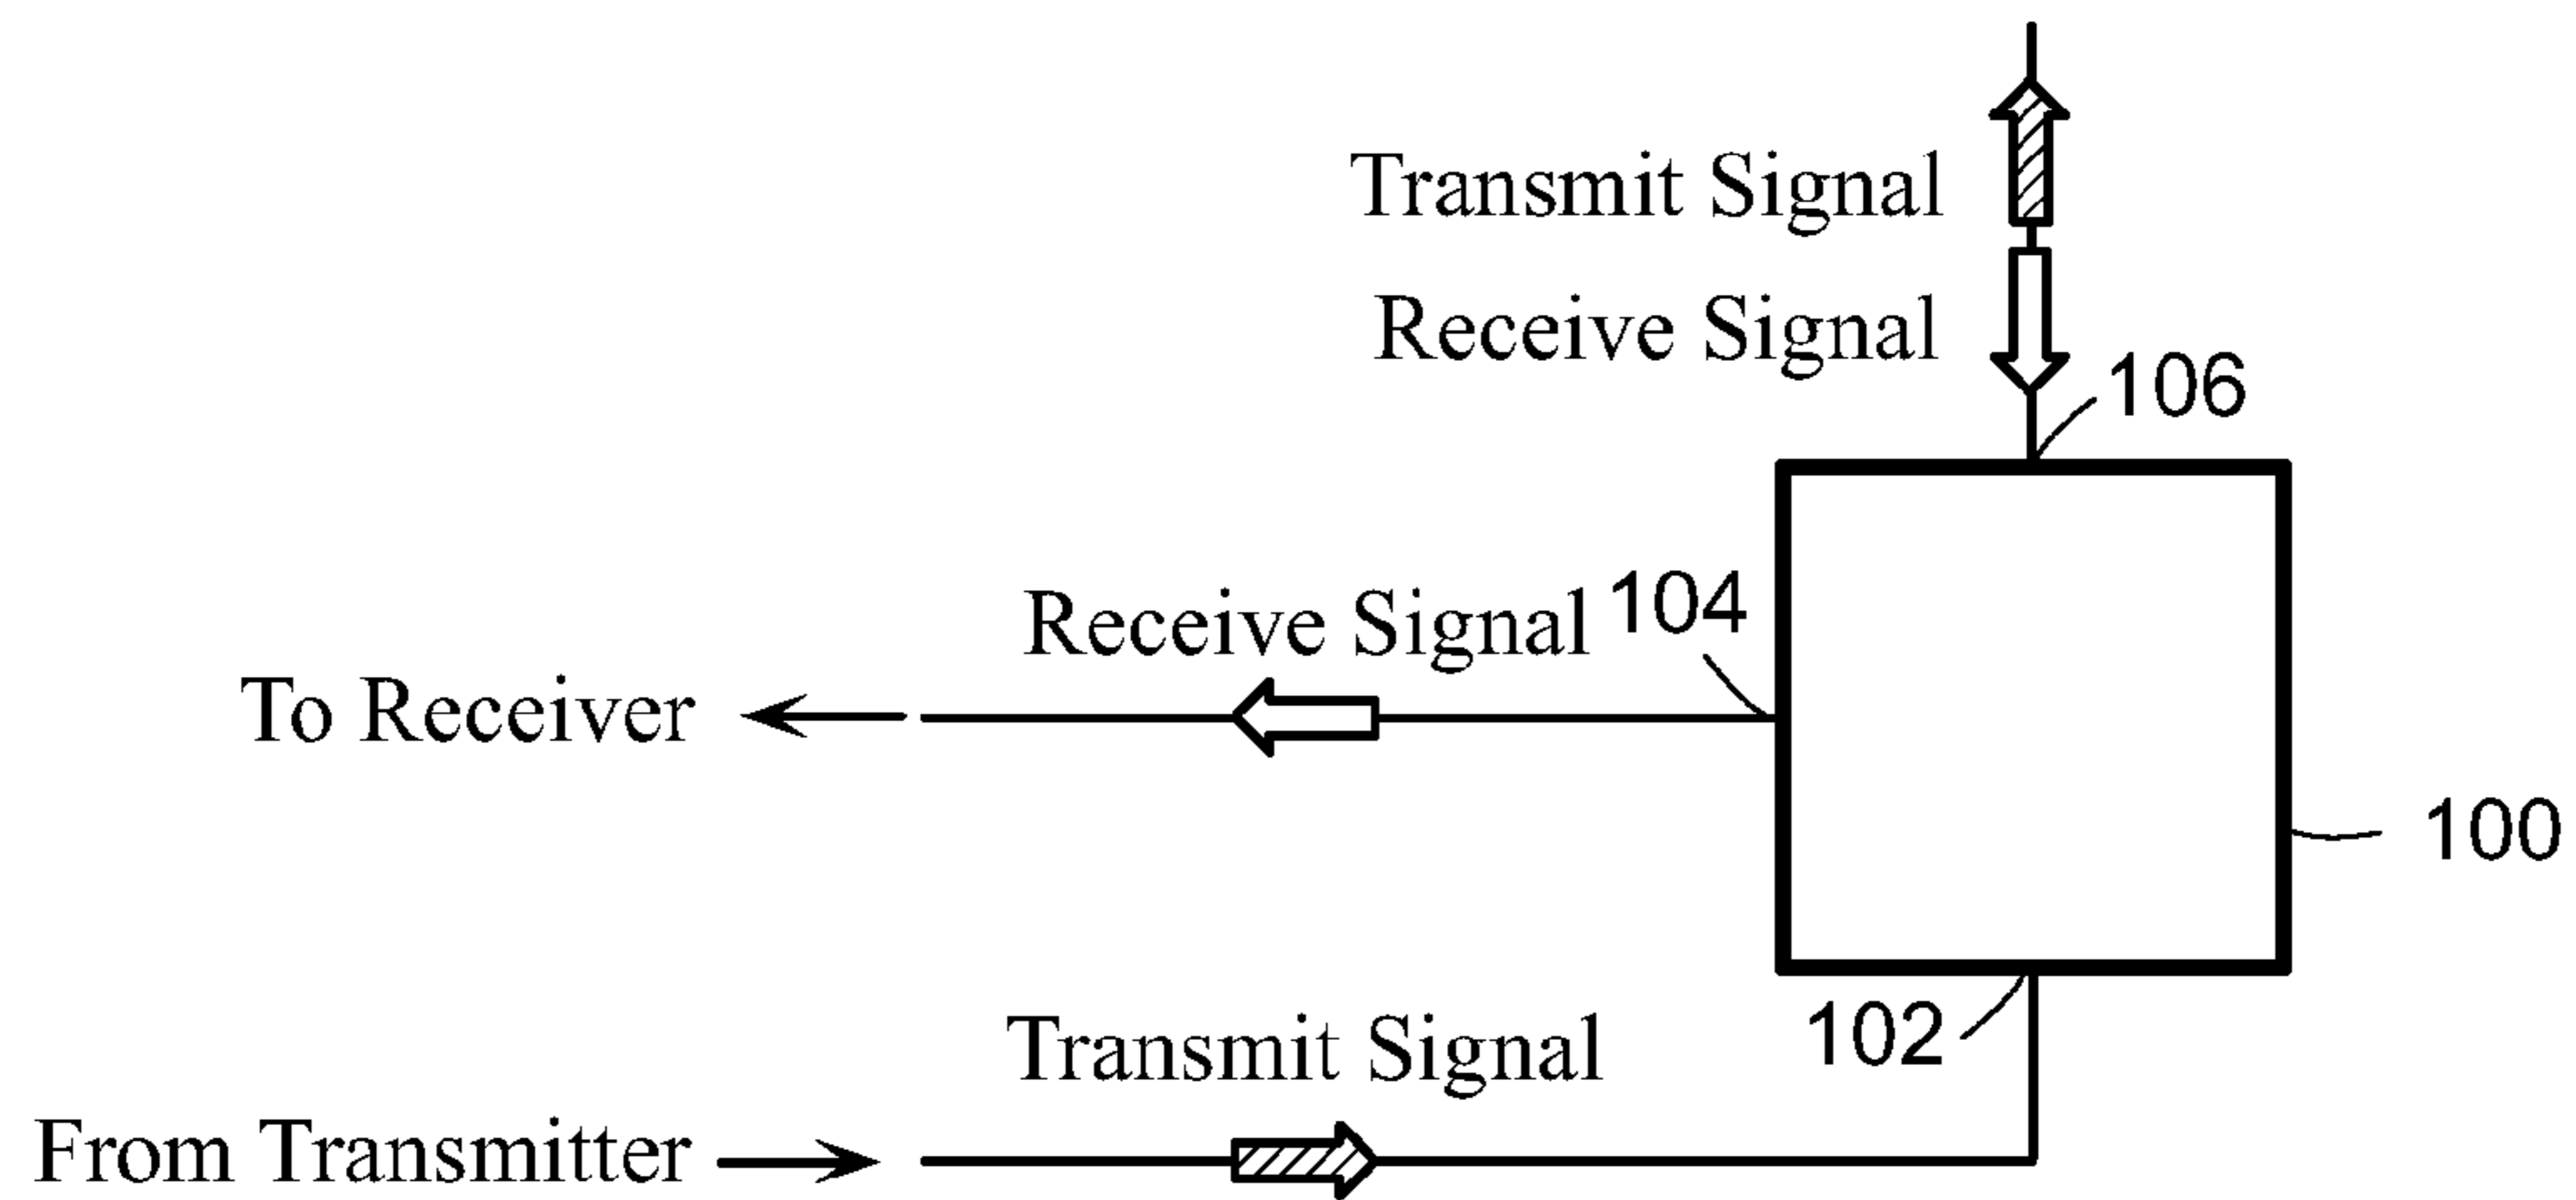 Transmit Signal
Receive Signal
106
Receive Signal 104
To Receiver
100
102
Transmit Signal
From Transmitter